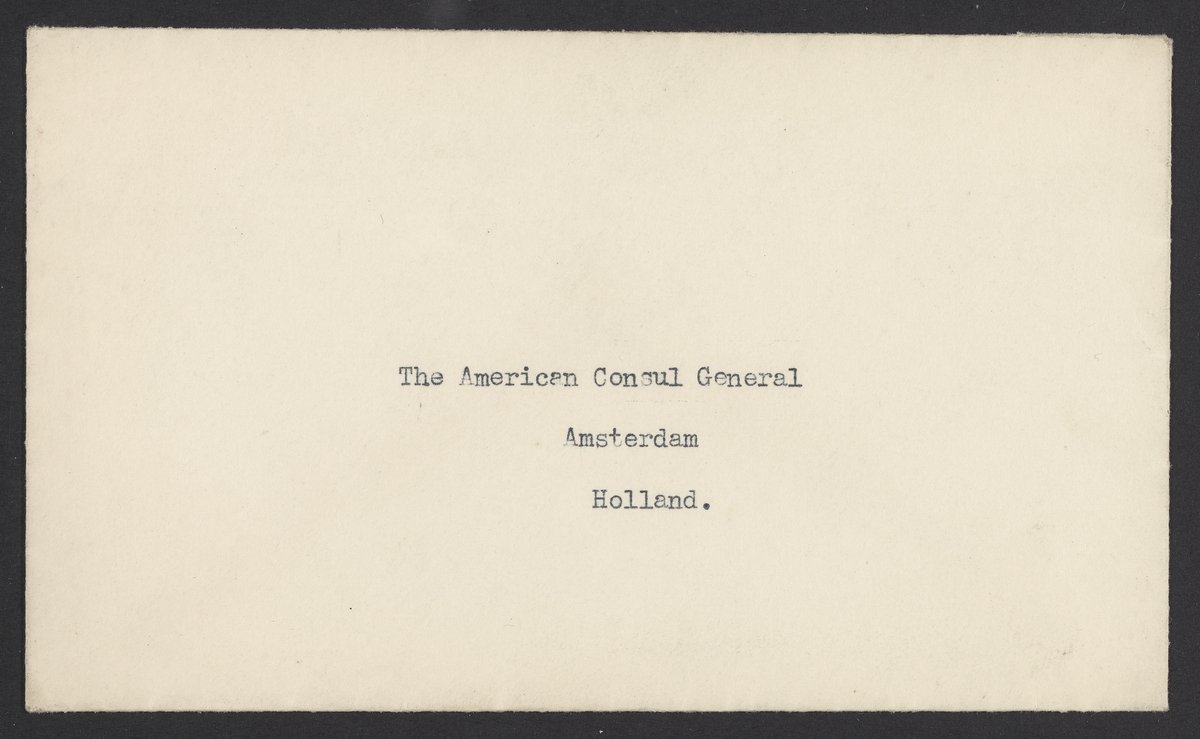 The American Consul General
Amsterdam
Holland.